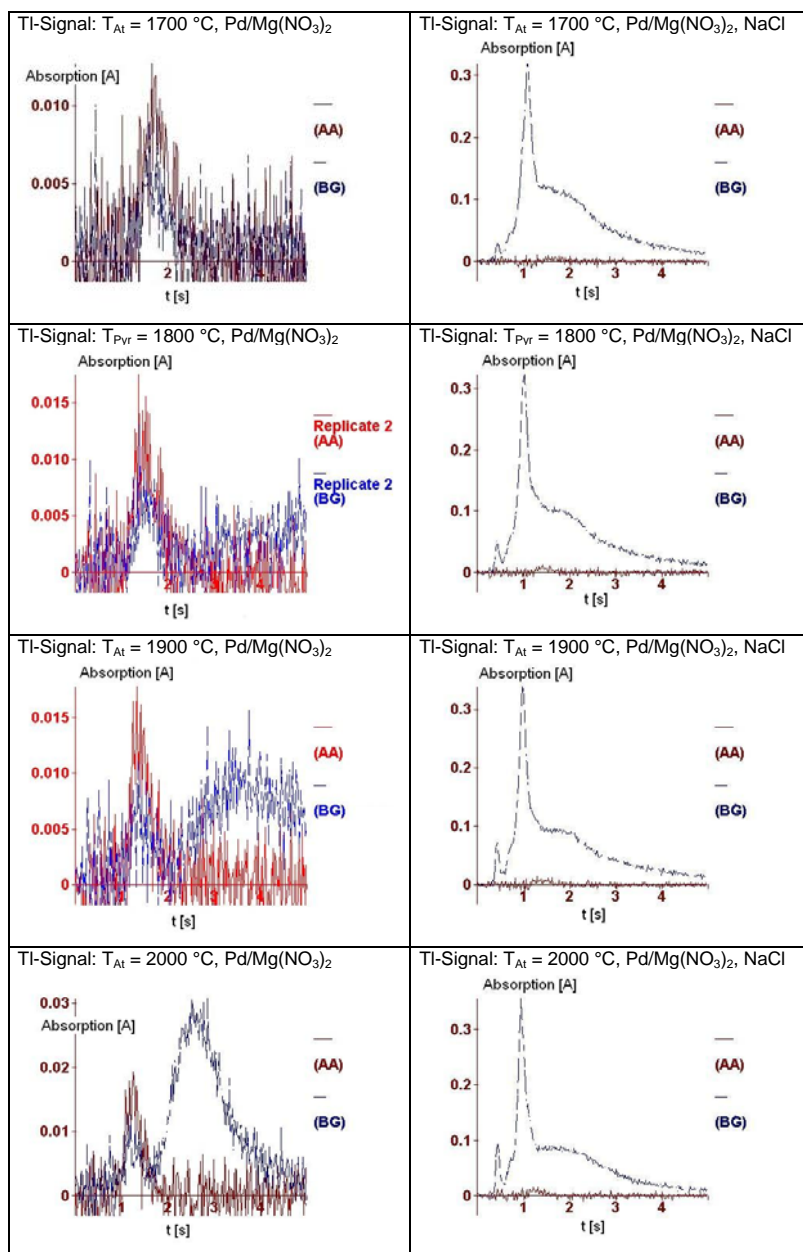 Tl-Signal: TAt = 1700 °C, Pd/Mg(NO3)2
Absorption [A]
0.010
0.005
0
2
4
t [s]
(AA)
(BG)
Tl-Signal: TAt = 1700 °C, Pd/Mg(NO3)2, NaCl
Absorption [A]
0.3
0.2
0.1
0
1
2
3
4
t [s]
(AA)
(BG)
Tl-Signal: TPyr = 1800 °C, Pd/Mg(NO3)2
Absorption [A]
0.015
0.010
0.005
0
2
3
4
t [s]
Replicate 2
(AA)
Replicate 2
(BG)
Tl-Signal: TPyr = 1800 °C, Pd/Mg(NO3)2, NaCl
Absorption [A]
0.3
0.2
0.1
0
1
2
3
4
t [s]
(AA)
(BG)
Tl-Signal: TAt = 1900 °C, Pd/Mg(NO3)2
Absorption [A]
0.015
0.010
0.005
0
1
2
3
4
t [s]
(AA)
(BG)
Tl-Signal: TAt = 1900 °C, Pd/Mg(NO3)2, NaCl
Absorption [A]
0.3
0.2
0.1
0
1
2
3
4
t [s]
(AA)
(BG)
Tl-Signal: TAt = 2000 °C, Pd/Mg(NO3)2
0.03
Absorption [A]
0.02
0.01
0
1
2
3
4
t [s]
(AA)
(BG)
Tl-Signal: TAt = 2000 °C, Pd/Mg(NO3)2, NaCl
Absorption [A]
0.3
0.2
0.1
0
1
2
3
4
t [s]
(AA)
(BG)